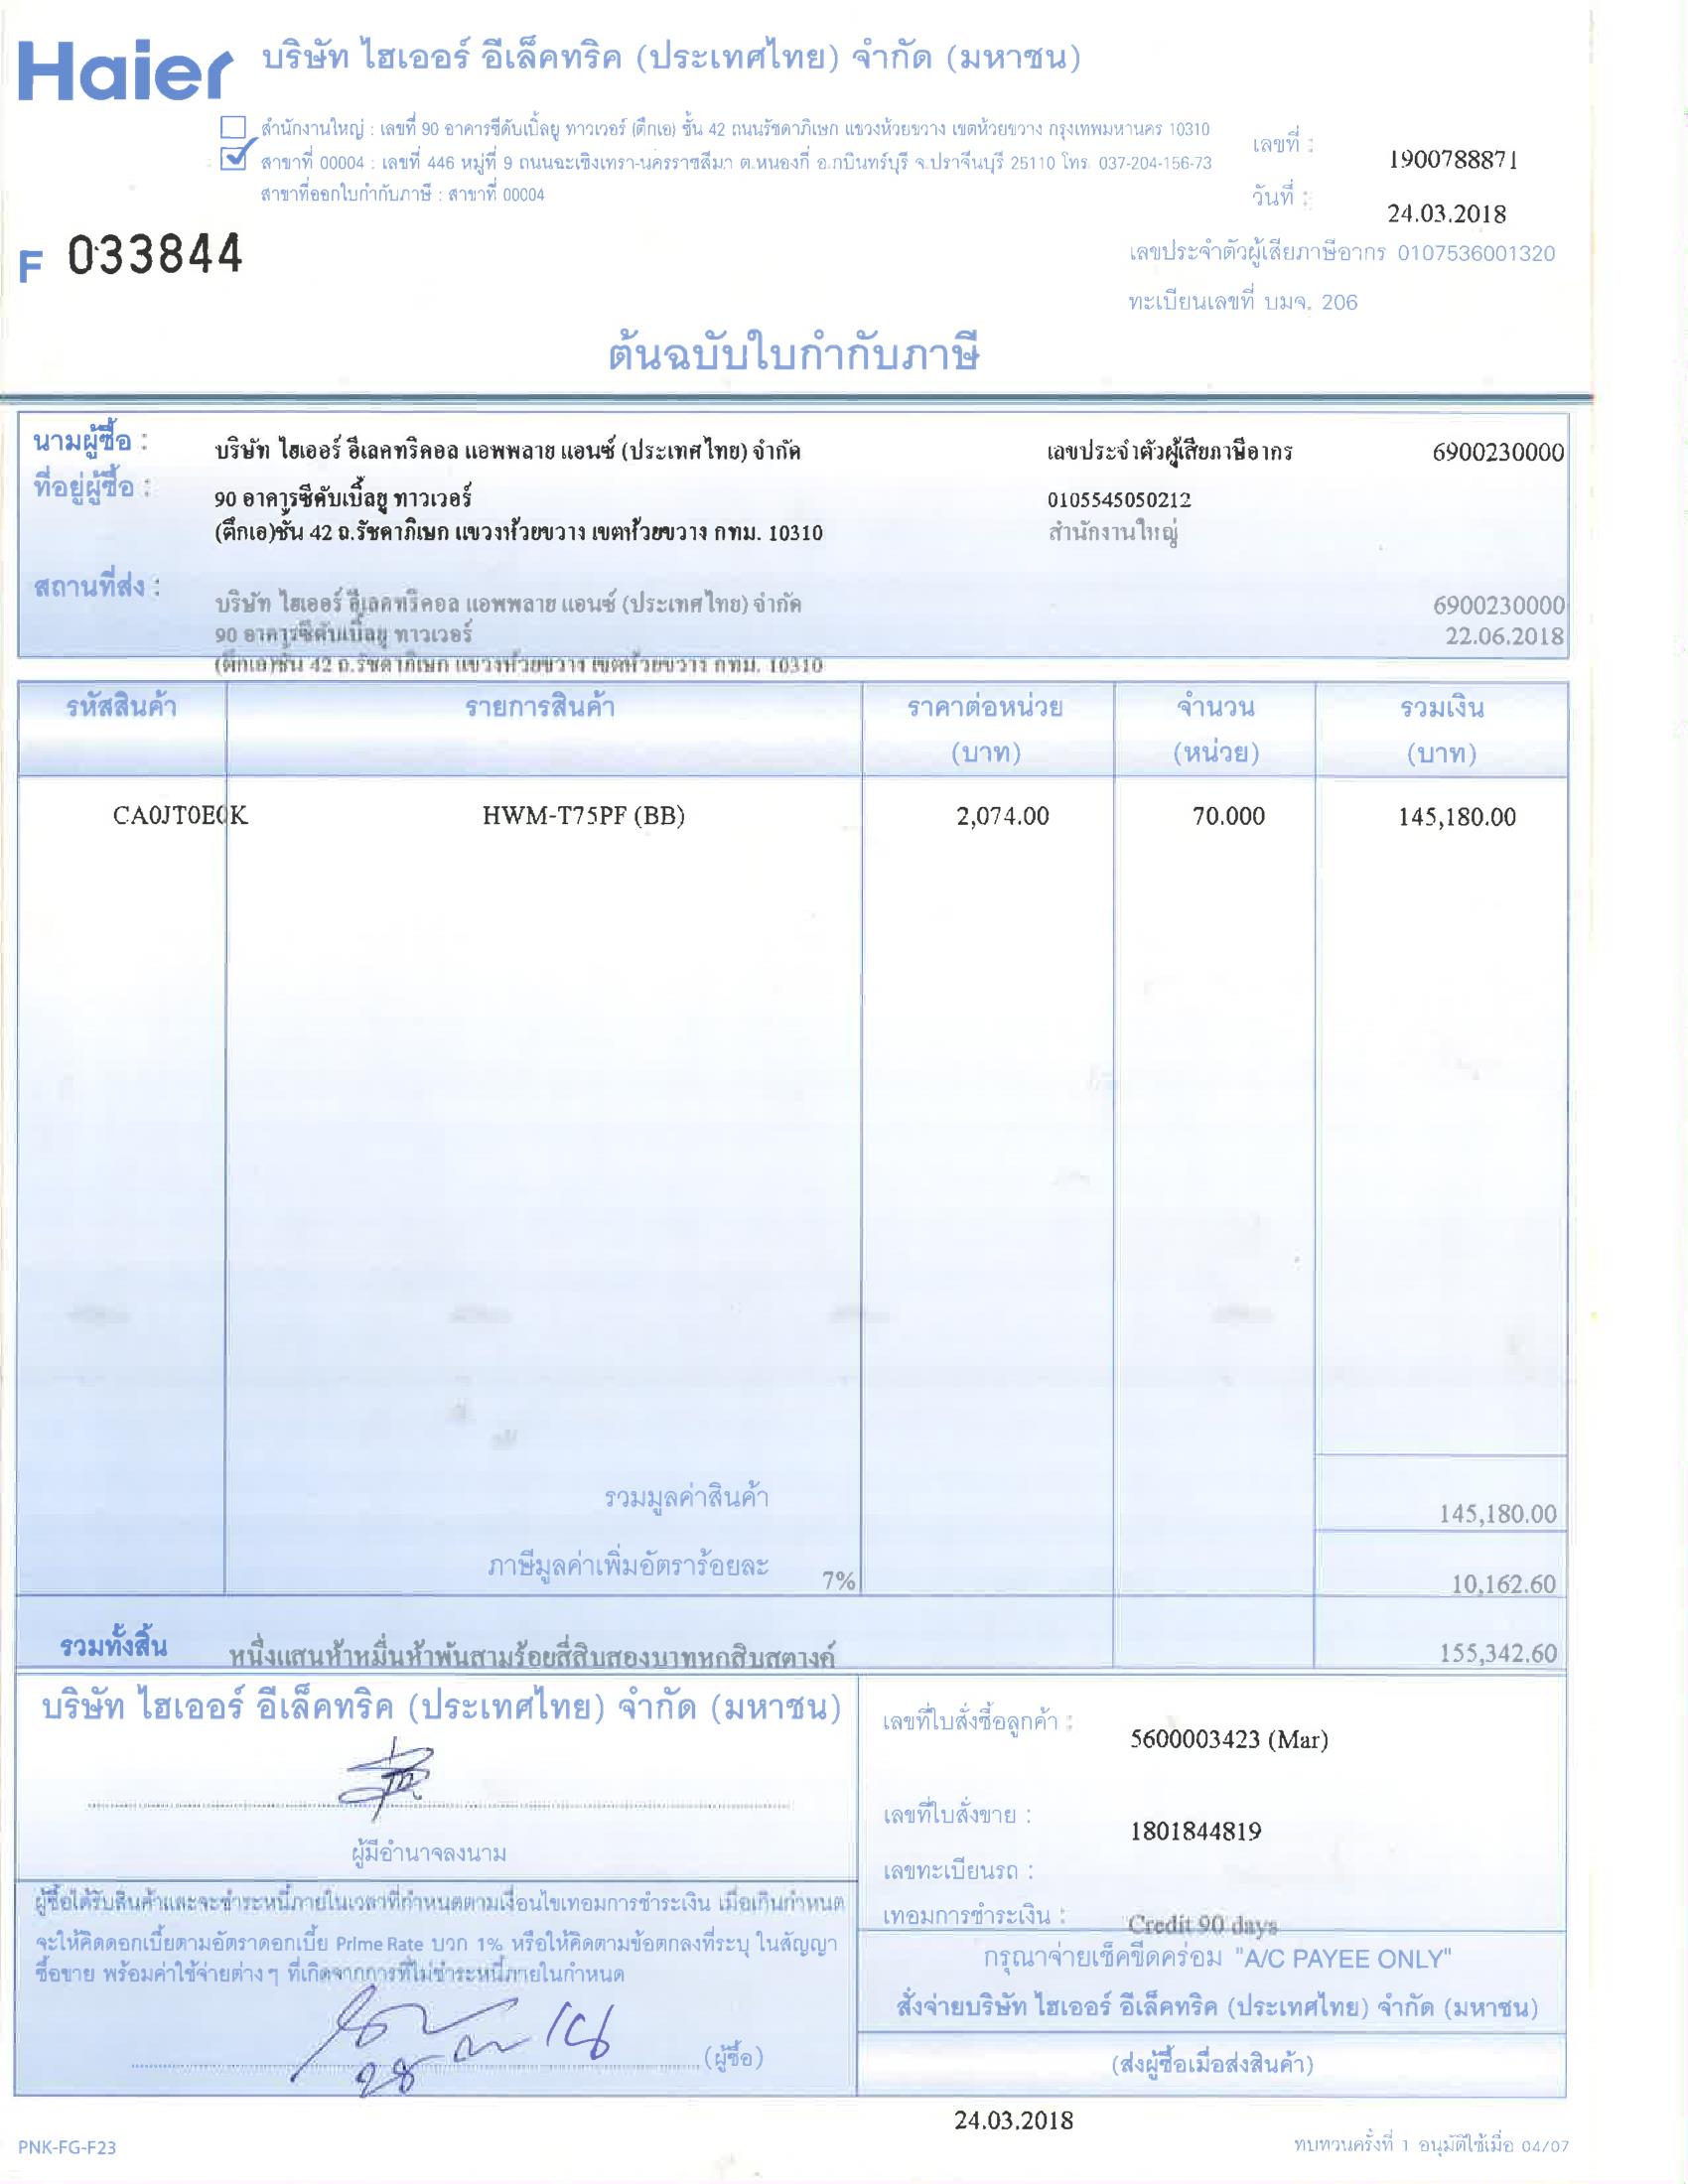 Haier บริษัท ไฮเออร์ อีเล็คทริค (ประเทศไทย) จำกัด (มหาชน)
สำนักงานใหญ่ : เลขที่ 90 อาคารซีดับเบิ้ลยู ทาวเวอร์ (ตึกเอ) ชั้น 42 ถนนรัชดาภิเษก แขวงห้วยขวาง เขตห้วยขวาง กรุงเทพมหานคร 10310
สาขาที่ 00004 : เลขที่ 446 หมู่ที่ 9 ถนนฉะเชิงเทรา-นครราชสีมา ต.หนองกี่ อ.กบินทร์บุรี จ.ปราจีนบุรี 25110 โทร. 037-204-156-73
สาขาที่ออกใบกำกับภาษี : สาขาที่ 00004
เลขที่ : 1900788871
วันที่ : 24.03.2018
F 033844
เลขประจำตัวผู้เสียภาษีอากร 0107536001320
ทะเบียนเลขที่ บมจ. 206
ต้นฉบับใบกำกับภาษี
นามผู้ซื้อ : บริษัท ไฮเออร์ อีเลคทริคอล แอพพลาย แอนซ์ (ประเทศไทย) จำกัด เลขประจำตัวผู้เสียภาษีอากร 6900230000
ที่อยู่ผู้ซื้อ : 90 อาคารซีดับเบิ้ลยู ทาวเวอร์ 0105545050212
(ตึกเอ)ชั้น 42 ถ.รัชดาภิเษก แขวงห้วยขวาง เขตห้วยขวาง กทม. 10310 สำนักงานใหญ่
สถานที่ส่ง : บริษัท ไฮเออร์ อีเลคทริคอล แอพพลาย แอนซ์ (ประเทศไทย) จำกัด 6900230000
90 อาคารซีดับเบิ้ลยู ทาวเวอร์ 22.06.2018
(ตึกเอ)ชั้น 42 ถ.รัชดาภิเษก แขวงห้วยขวาง เขตห้วยขวาง กทม. 10310
รหัสสินค้า รายการสินค้า ราคาต่อหน่วย จำนวน รวมเงิน
(บาท) (หน่วย) (บาท)
CA0JT0E0K HWM-T75PF (BB) 2,074.00 70.000 145,180.00
รวมมูลค่าสินค้า 145,180.00
ภาษีมูลค่าเพิ่มอัตราร้อยละ 7% 10,162.60
รวมทั้งสิ้น หนึ่งแสนห้าหมื่นห้าพันสามร้อยสี่สิบสองบาทหกสิบสตางค์ 155,342.60
บริษัท ไฮเออร์ อีเล็คทริค (ประเทศไทย) จำกัด (มหาชน)
ผู้มีอำนาจลงนาม
ผู้ซื้อได้รับสินค้าและจะชำระหนี้ภายในเวลาที่กำหนดตามเงื่อนไขเทอมการชำระเงิน เมื่อเกินกำหนด
จะให้คิดดอกเบี้ยตามอัตราดอกเบี้ย Prime Rate บวก 1% หรือให้คิดตามข้อตกลงที่ระบุ ในสัญญา
ซื้อขาย พร้อมค่าใช้จ่ายต่างๆ ที่เกิดจากการที่ไม่ชำระหนี้ภายในกำหนด
(ผู้ซื้อ)
เลขที่ใบสั่งซื้อลูกค้า : 5600003423 (Mar)
เลขที่ใบสั่งขาย : 1801844819
เลขทะเบียนรถ :
เทอมการชำระเงิน : Credit 90 days
กรุณาจ่ายเช็คขีดคร่อม "A/C PAYEE ONLY"
สั่งจ่ายบริษัท ไฮเออร์ อีเล็คทริค (ประเทศไทย) จำกัด (มหาชน)
(ส่งผู้ซื้อเมื่อส่งสินค้า)
24.03.2018
PNK-FG-F23 ทบทวนครั้งที่ 1 อนุมัติใช้เมื่อ 04/07